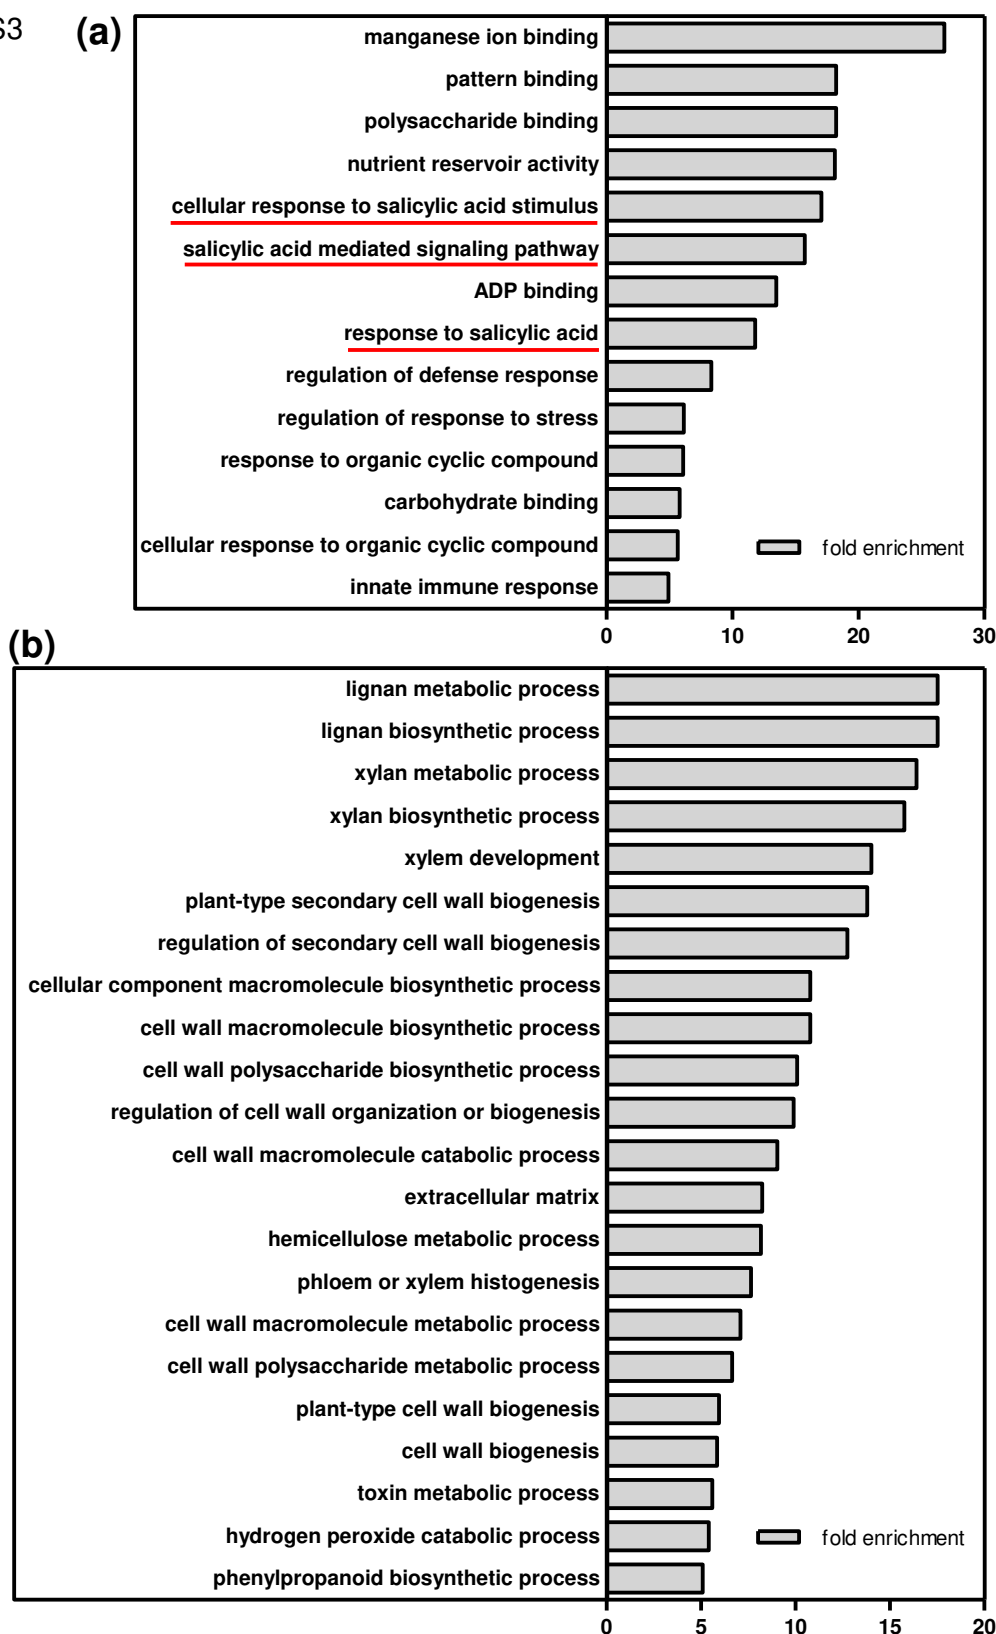 S3
(a)
manganese ion binding
pattern binding
polysaccharide binding
nutrient reservoir activity
cellular response to salicylic acid stimulus
salicylic acid mediated signaling pathway
ADP binding
response to salicylic acid
regulation of defense response
regulation of response to stress
response to organic cyclic compound
carbohydrate binding
cellular response to organic cyclic compound
fold enrichment
innate immune response
0 10 20 30
(b)
lignan metabolic process
lignan biosynthetic process
xylan metabolic process
xylan biosynthetic process
xylem development
plant-type secondary cell wall biogenesis
regulation of secondary cell wall biogenesis
cellular component macromolecule biosynthetic process
cell wall macromolecule biosynthetic process
cell wall polysaccharide biosynthetic process
regulation of cell wall organization or biogenesis
cell wall macromolecule catabolic process
extracellular matrix
hemicellulose metabolic process
phloem or xylem histogenesis
cell wall macromolecule metabolic process
cell wall polysaccharide metabolic process
plant-type cell wall biogenesis
cell wall biogenesis
toxin metabolic process
hydrogen peroxide catabolic process
fold enrichment
phenylpropanoid biosynthetic process
0 5 10 15 20